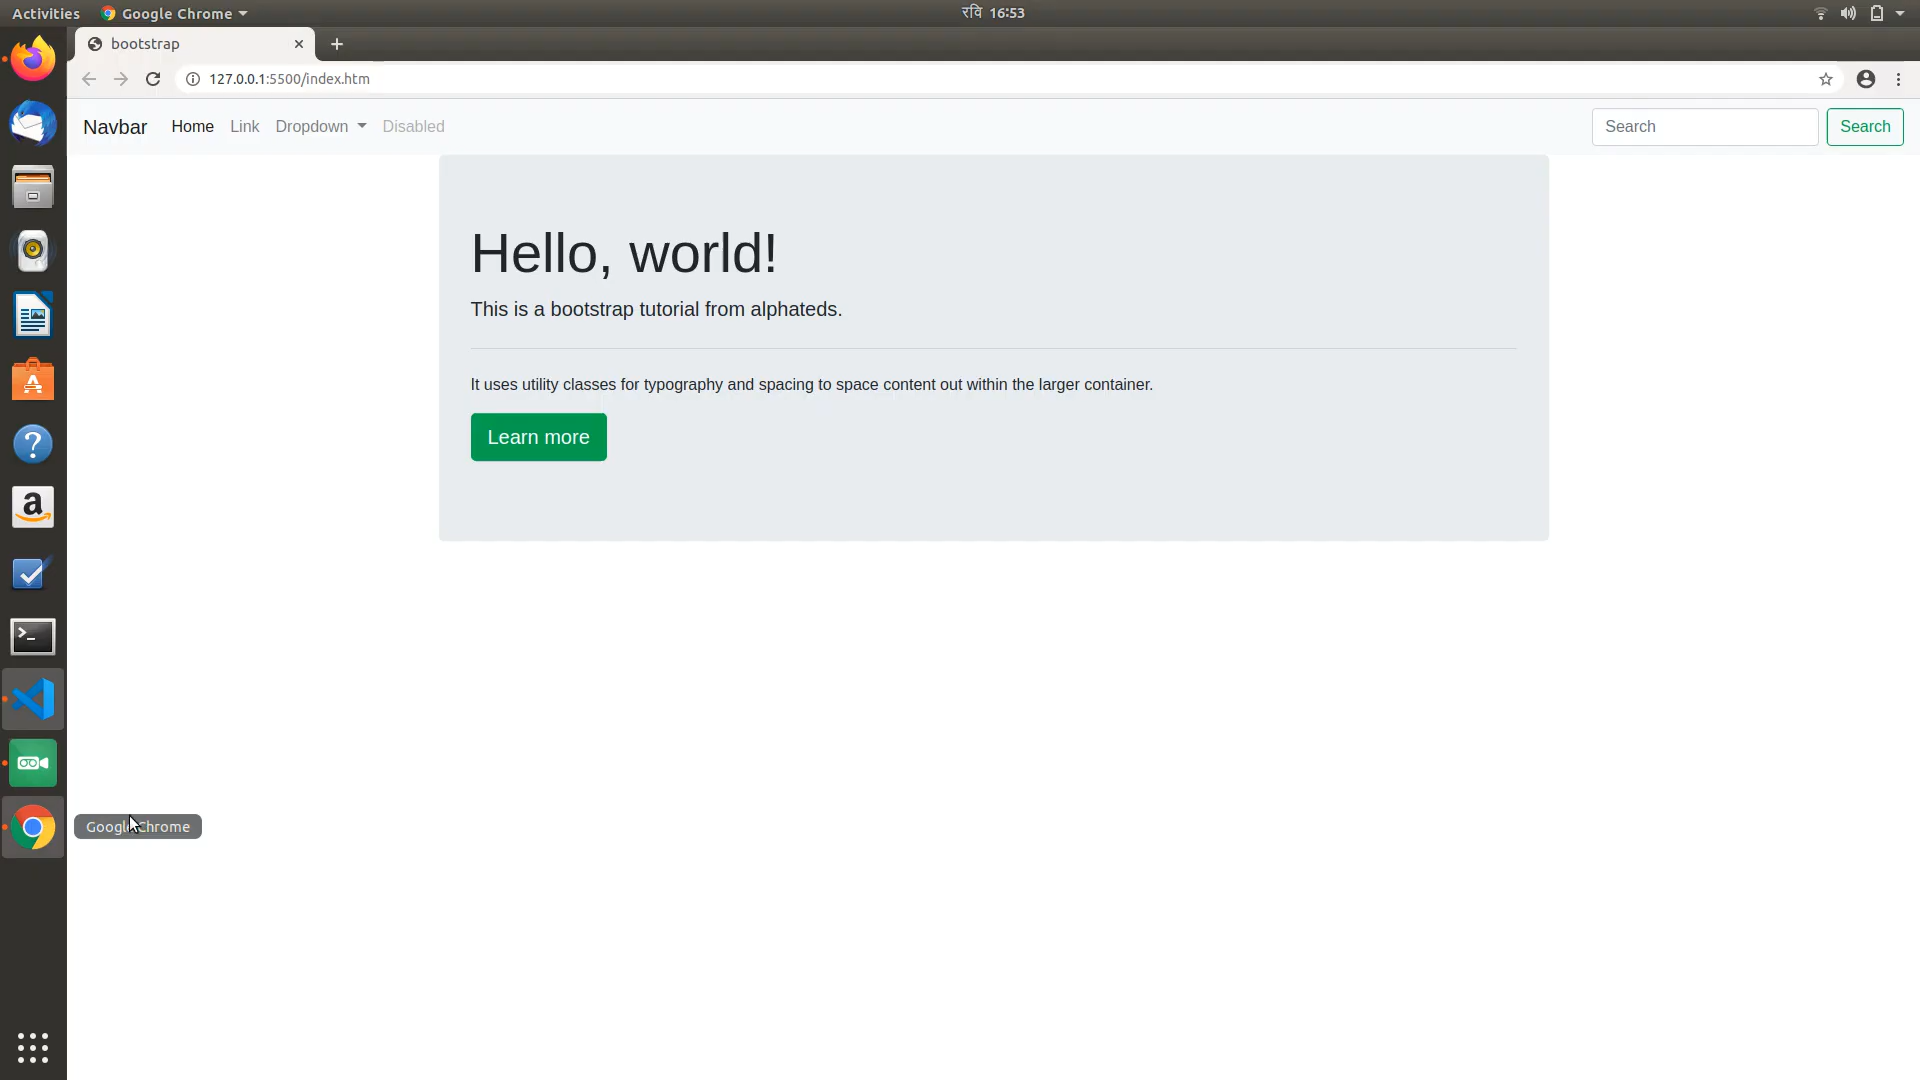 Activities Google Chrome रवि 16:53
bootstrap
127.0.0.1:5500/index.htm
Navbar Home Link Dropdown Disabled Search Search
Hello, world!
This is a bootstrap tutorial from alphateds.
It uses utility classes for typography and spacing to space content out within the larger container.
Learn more
Google Chrome